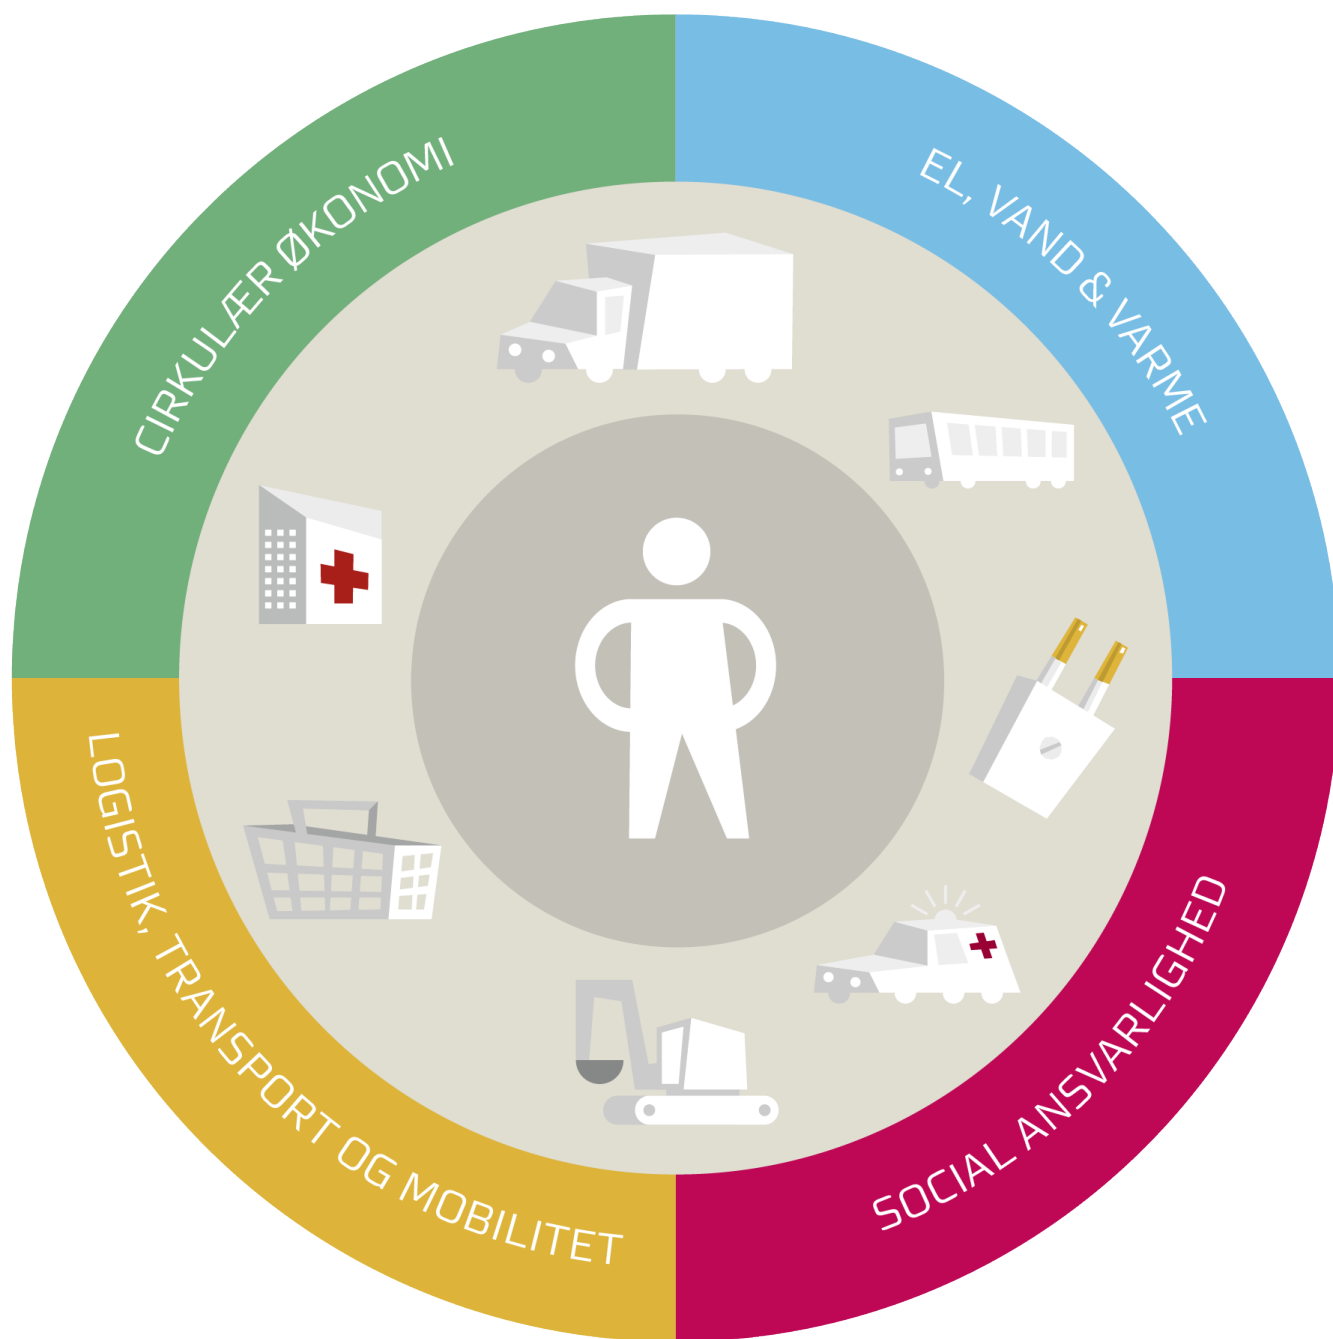 CIRKULÆR ØKONOMI
EL, VAND & VARME
LOGISTIK, TRANSPORT OG MOBILITET
SOCIAL ANSVARLIGHED